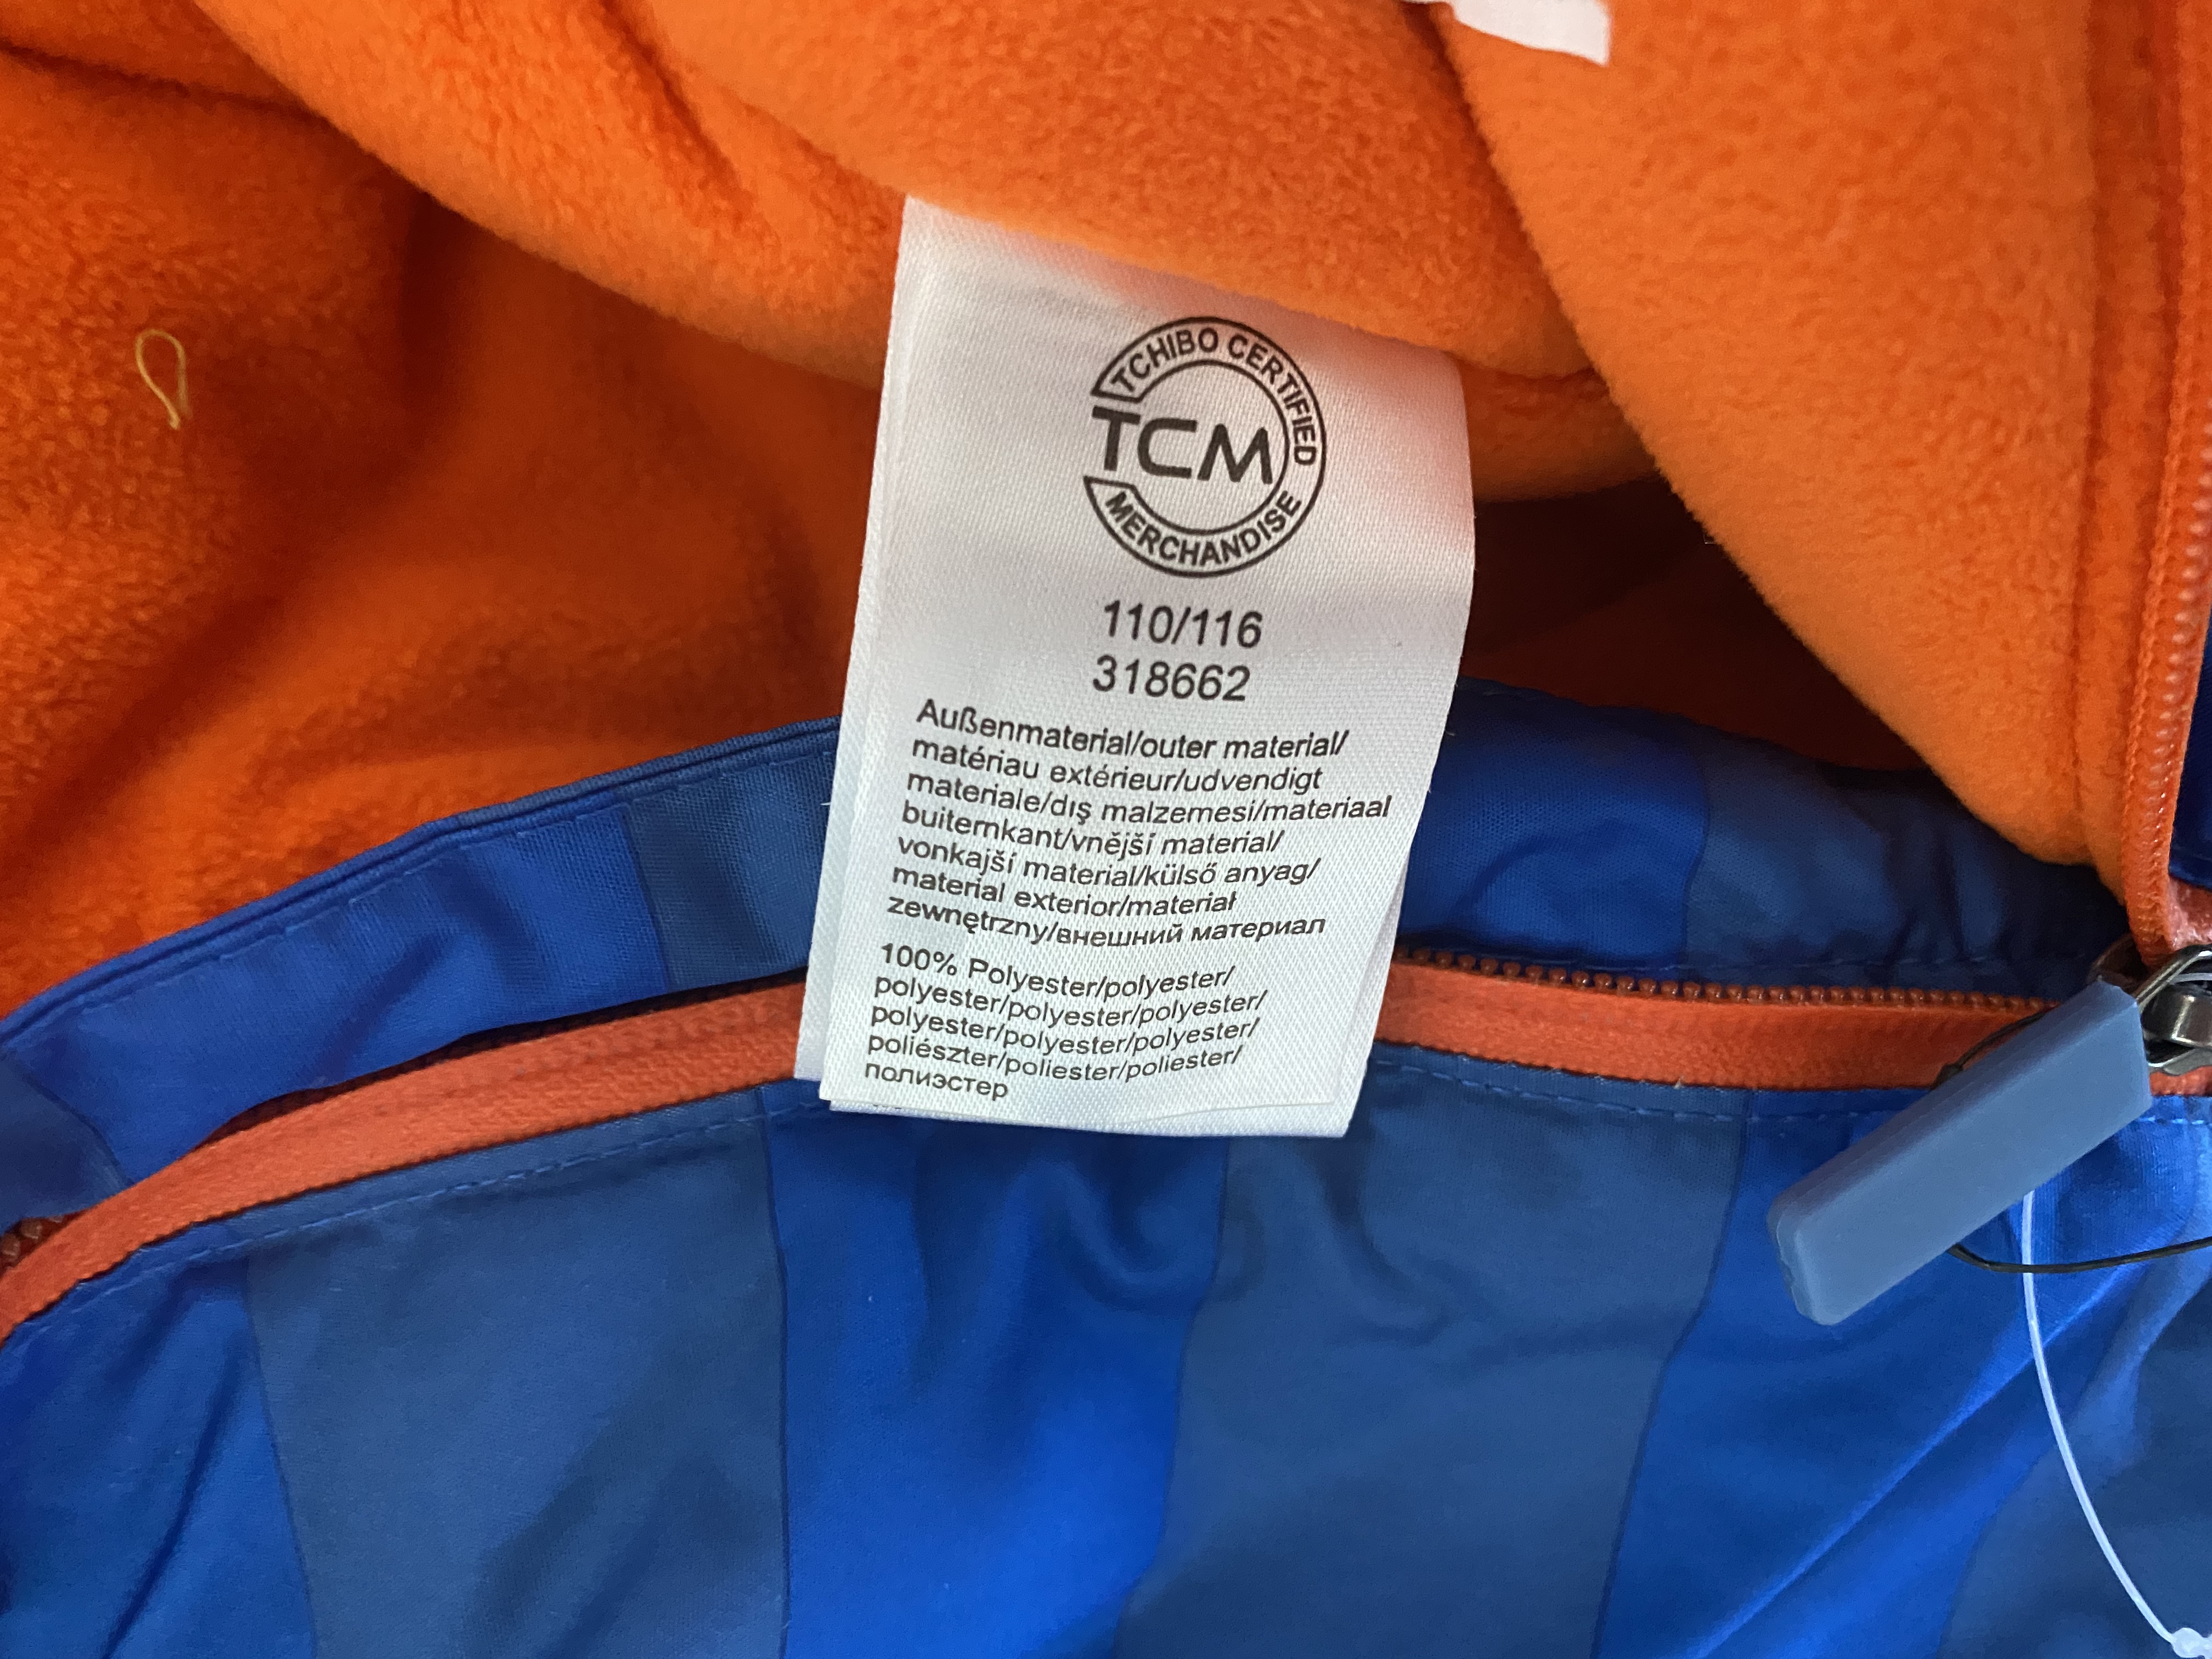 TCHIBO CERTIFIED
TCM
MERCHANDISE
110/116
318662
Außenmaterial/outer material/
matériau extérieur/udvendigt
materiale/dış malzemesi/materiaal
buitemkant/vnější material/
vonkajší material/külső anyag/
material exterior/materiał
zewnętrzny/внешний материал
100% Polyester/polyester/
polyester/polyester/polyester/
polyester/polyester/polyester/
poliészter/poliester/poliester/
полиэстер